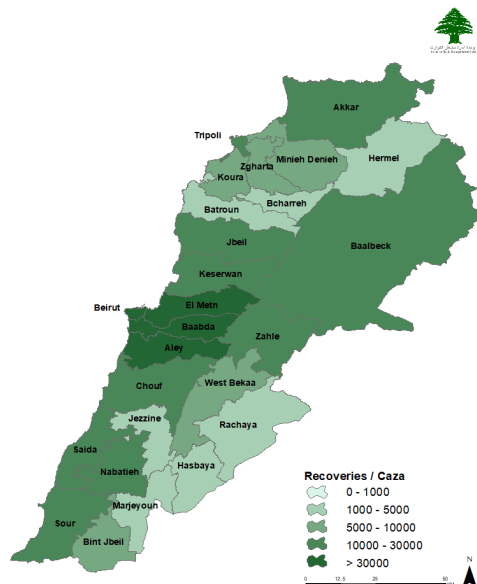 Akkar
Tripoli
Minieh Denieh
Zgharta
Hermel
Koura
Bcharreh
Batroun
Jbeil
Baalbeck
Keserwan
El Metn
Beirut
Baabda
Zahle
Aley
Chouf
West Bekaa
Jezzine
Rachaya
Saida
Hasbaya
Nabatieh
Marjeyoun
Sour
Bint Jbeil
Recoveries / Caza
0 - 1000
1000 - 5000
5000 - 10000
10000 - 30000
> 30000
N
0 12.5 25 50